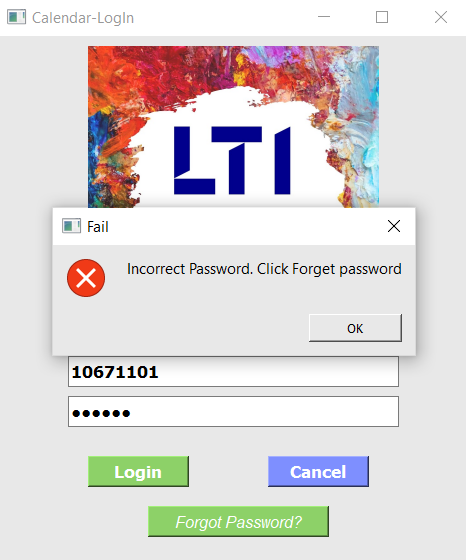 Calendar-LogIn
LTI
Fail
Incorrect Password. Click Forget password
OK
10671101
●●●●●●
Login
Cancel
Forgot Password?